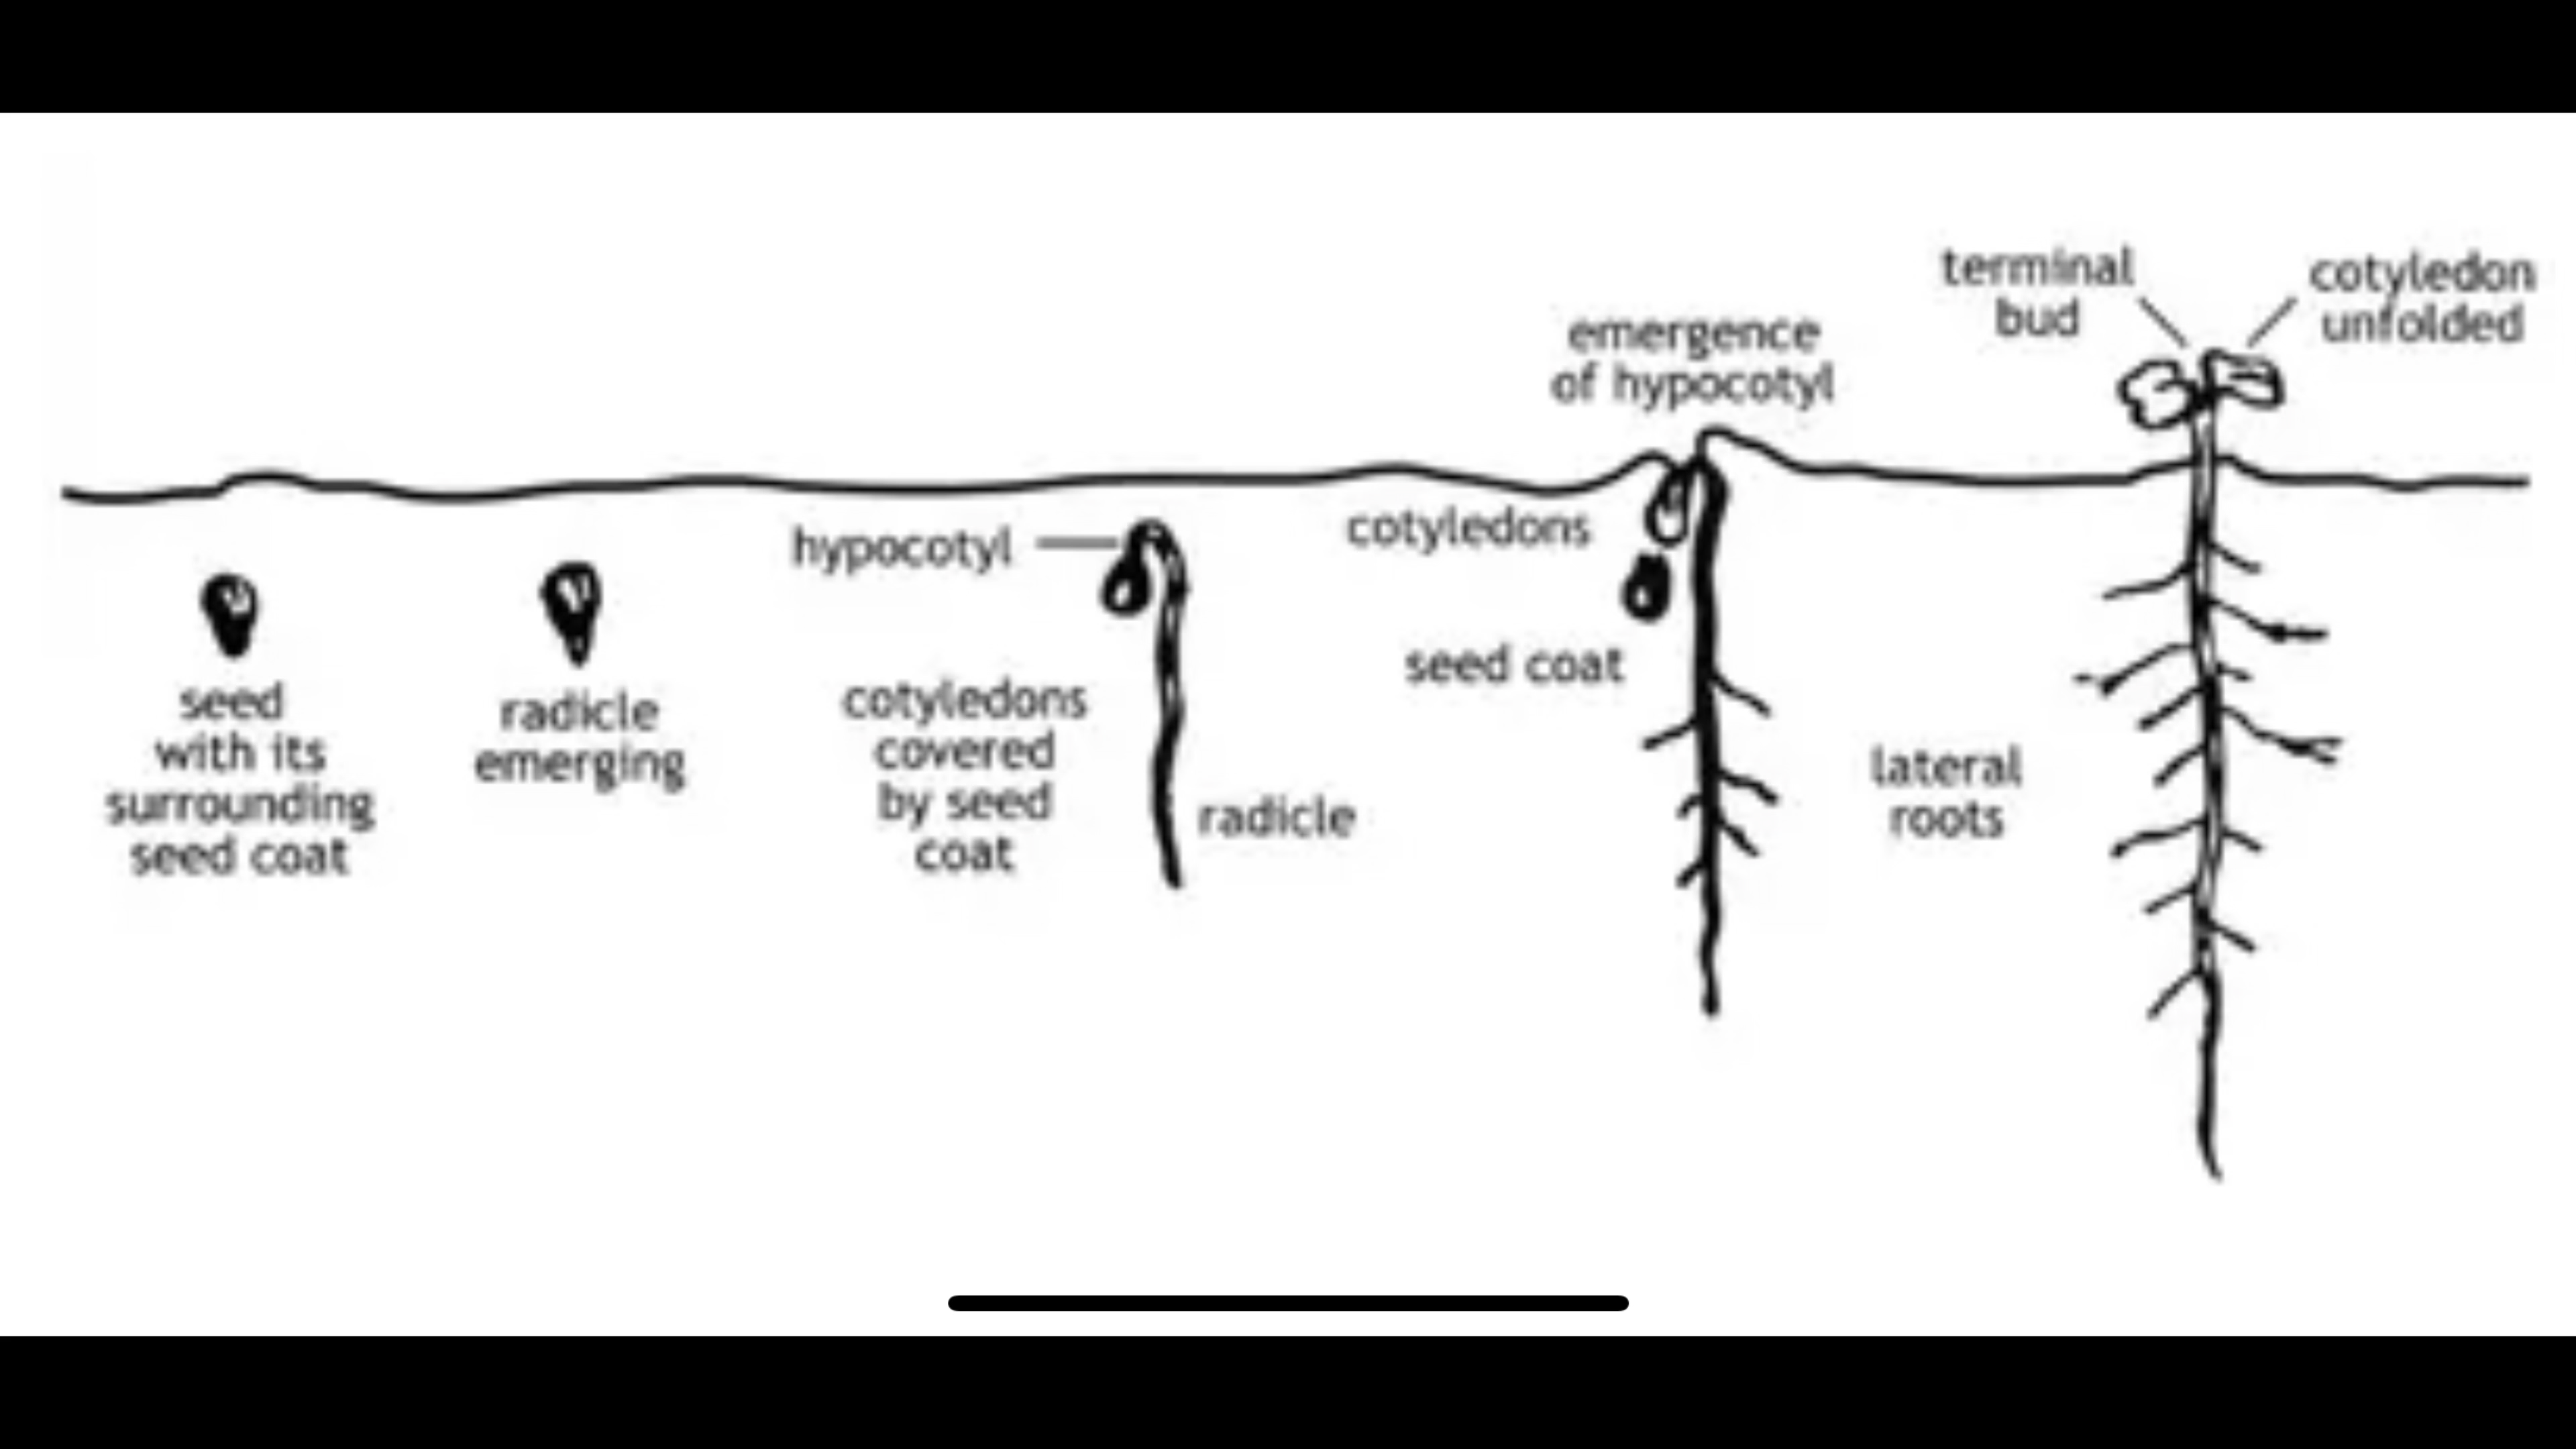 seed
with its
surrounding
seed coat
radicle
emerging
hypocotyl
cotyledons
covered
by seed
coat
radicle
emergence
of hypocotyl
cotyledons
seed coat
lateral
roots
terminal
bud
cotyledon
unfolded